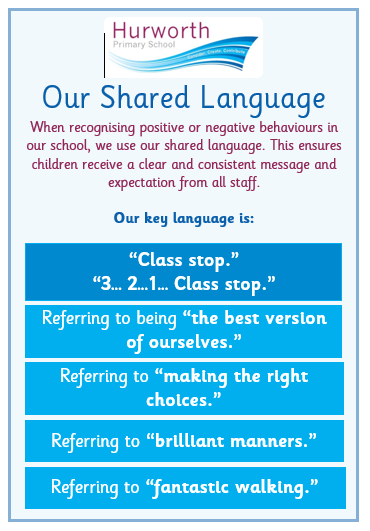 Hurworth
Primary School
Our Shared Language
When recognising positive or negative behaviours in
our school, we use our shared language. This ensures
children receive a clear and consistent message and
expectation from all staff.
Our key language is:
“Class stop.”
“3... 2...1... Class stop.”
Referring to being “the best version
of ourselves.”
Referring to “making the right
choices.”
Referring to “brilliant manners.”
Referring to “fantastic walking.”